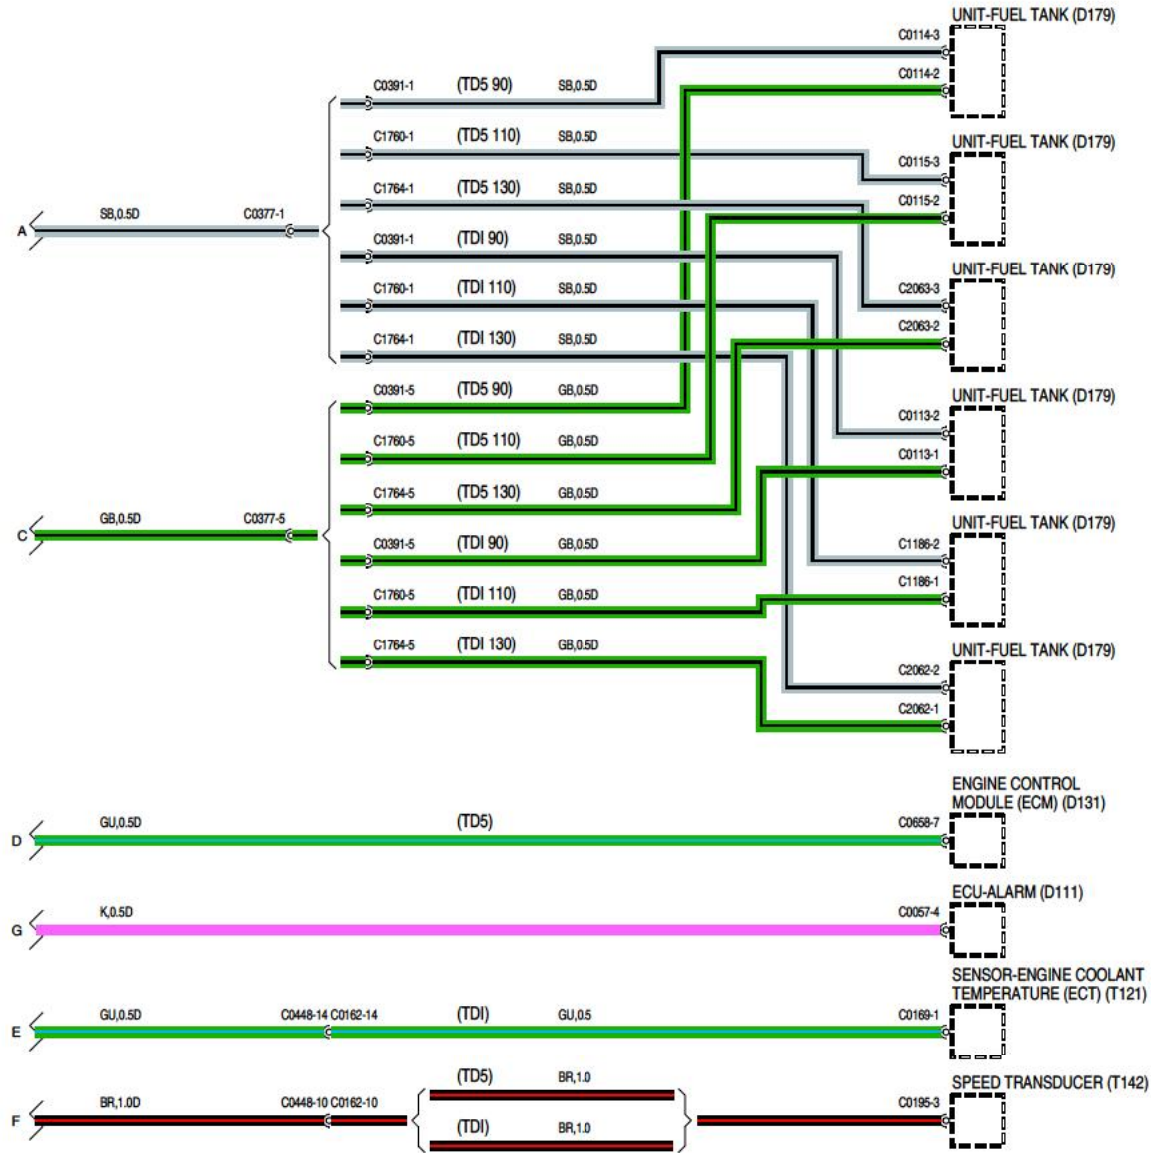 UNIT-FUEL TANK (D179)
C0114-3
C0114-2
C0391-1 (TD5 90) SB,0.5D
C1760-1 (TD5 110) SB,0.5D
UNIT-FUEL TANK (D179)
C0115-3
C1764-1 (TD5 130) SB,0.5D
C0115-2
A SB,0.5D C0377-1
C0391-1 (TDI 90) SB,0.5D
UNIT-FUEL TANK (D179)
C1760-1 (TDI 110) SB,0.5D
C2063-3
C2063-2
C1764-1 (TDI 130) SB,0.5D
C0391-5 (TD5 90) GB,0.5D
UNIT-FUEL TANK (D179)
C0113-2
C1760-5 (TD5 110) GB,0.5D
C0113-1
C1764-5 (TD5 130) GB,0.5D
C GB,0.5D C0377-5
UNIT-FUEL TANK (D179)
C0391-5 (TDI 90) GB,0.5D
C1186-2
C1186-1
C1760-5 (TDI 110) GB,0.5D
C1764-5 (TDI 130) GB,0.5D
UNIT-FUEL TANK (D179)
C2062-2
C2062-1
ENGINE CONTROL
MODULE (ECM) (D131)
D GU,0.5D (TD5) C0658-7
ECU-ALARM (D111)
G K,0.5D C0057-4
SENSOR-ENGINE COOLANT
TEMPERATURE (ECT) (T121)
E GU,0.5D C0448-14 C0162-14 (TDI) GU,0.5 C0169-1
(TD5) BR,1.0
SPEED TRANSDUCER (T142)
F BR,1.0D C0448-10 C0162-10 C0195-3
(TDI) BR,1.0